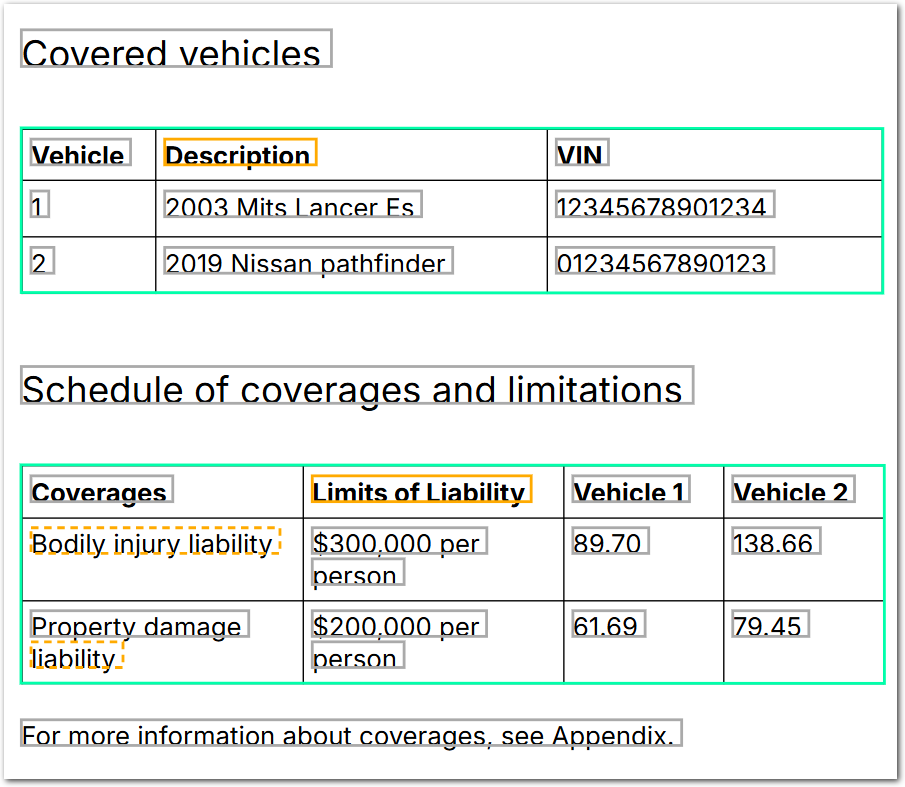 Covered vehicles
Vehicle Description VIN
1 2003 Mits Lancer Es 12345678901234
2 2019 Nissan pathfinder 01234567890123
Schedule of coverages and limitations
Coverages Limits of Liability Vehicle 1 Vehicle 2
Bodily injury liability $300,000 per person 89.70 138.66
Property damage liability $200,000 per person 61.69 79.45
For more information about coverages, see Appendix.